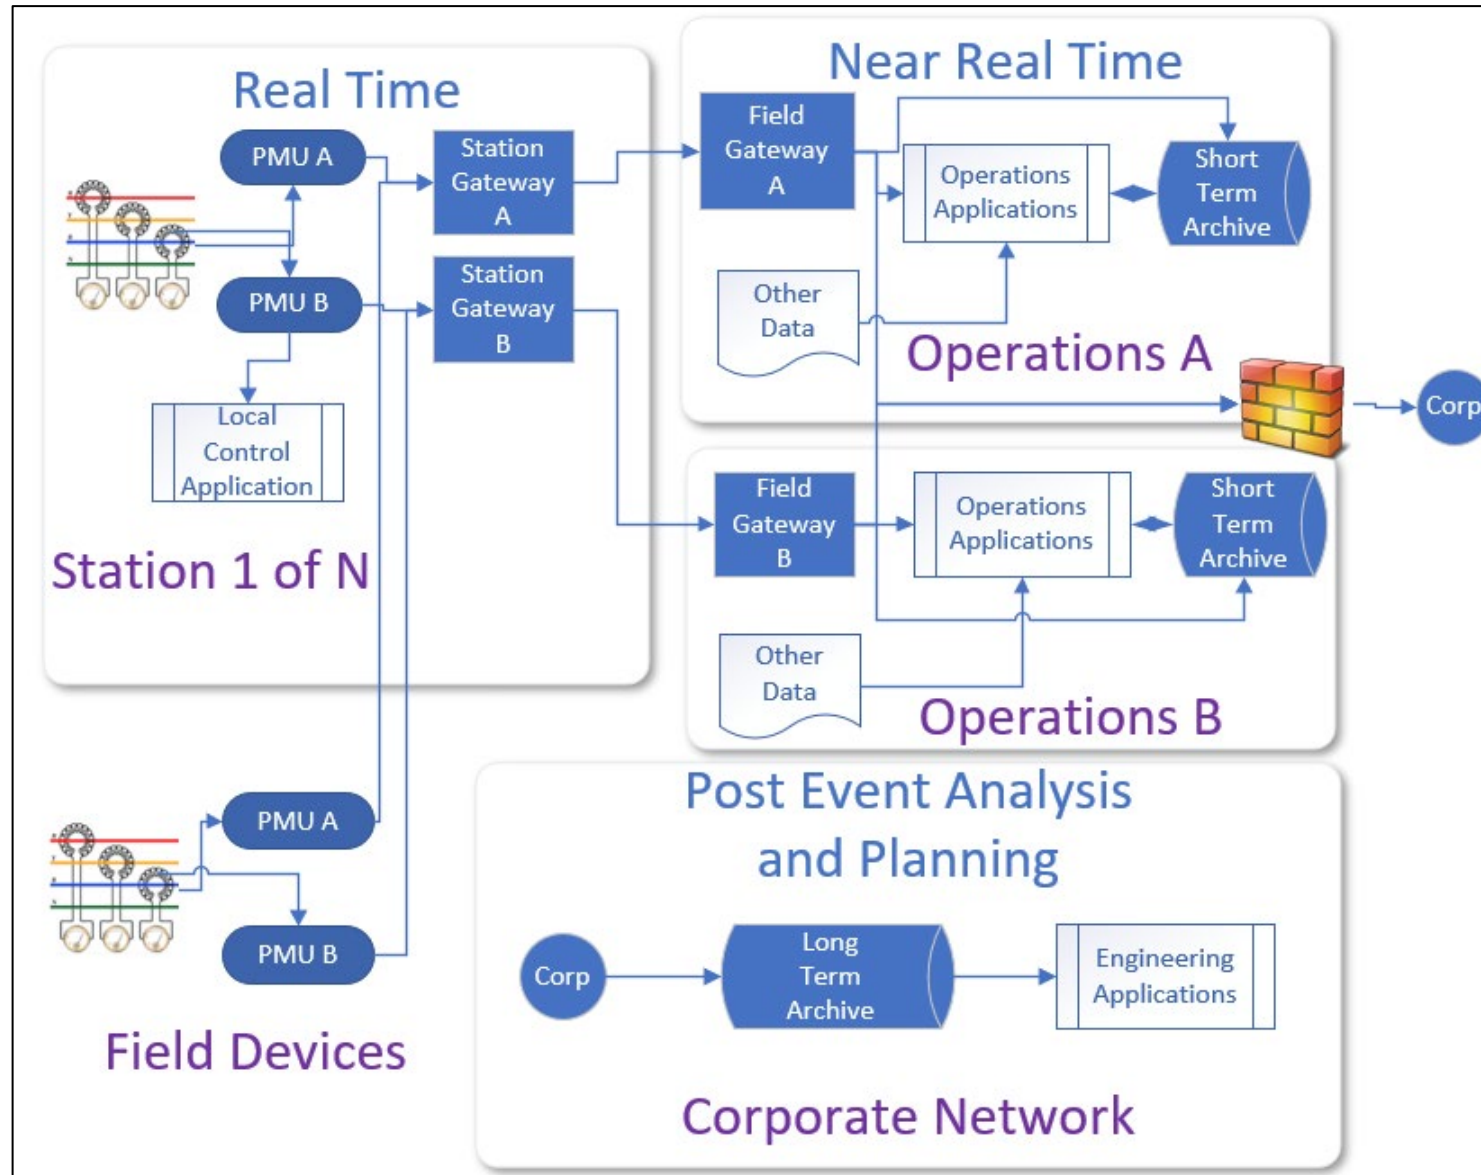 Real Time
PMU A
Station
Gateway
A
PMU B
Station
Gateway
B
Local
Control
Application
Station 1 of N
Near Real Time
Field
Gateway
A
Operations
Applications
Short
Term
Archive
Other
Data
Operations A
Corp
Field
Gateway
B
Operations
Applications
Short
Term
Archive
Other
Data
Operations B
PMU A
PMU B
Field Devices
Post Event Analysis
and Planning
Corp
Long
Term
Archive
Engineering
Applications
Corporate Network